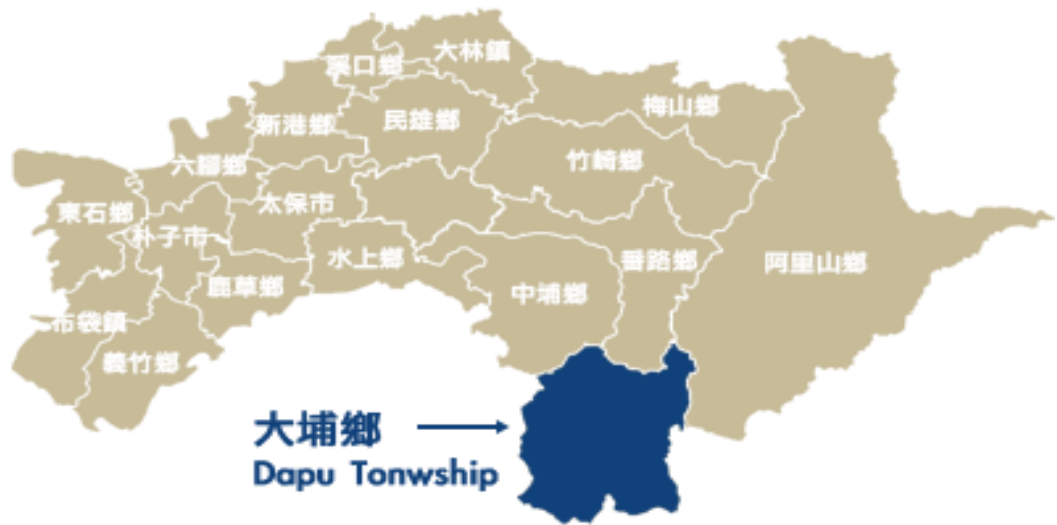 大林鎮
溪口鄉
梅山鄉
民雄鄉
新港鄉
竹崎鄉
六腳鄉
太保市
東石鄉
朴子市
水上鄉
番路鄉
阿里山鄉
鹿草鄉
中埔鄉
布袋鎮
義竹鄉
大埔鄉
Dapu Tonwship